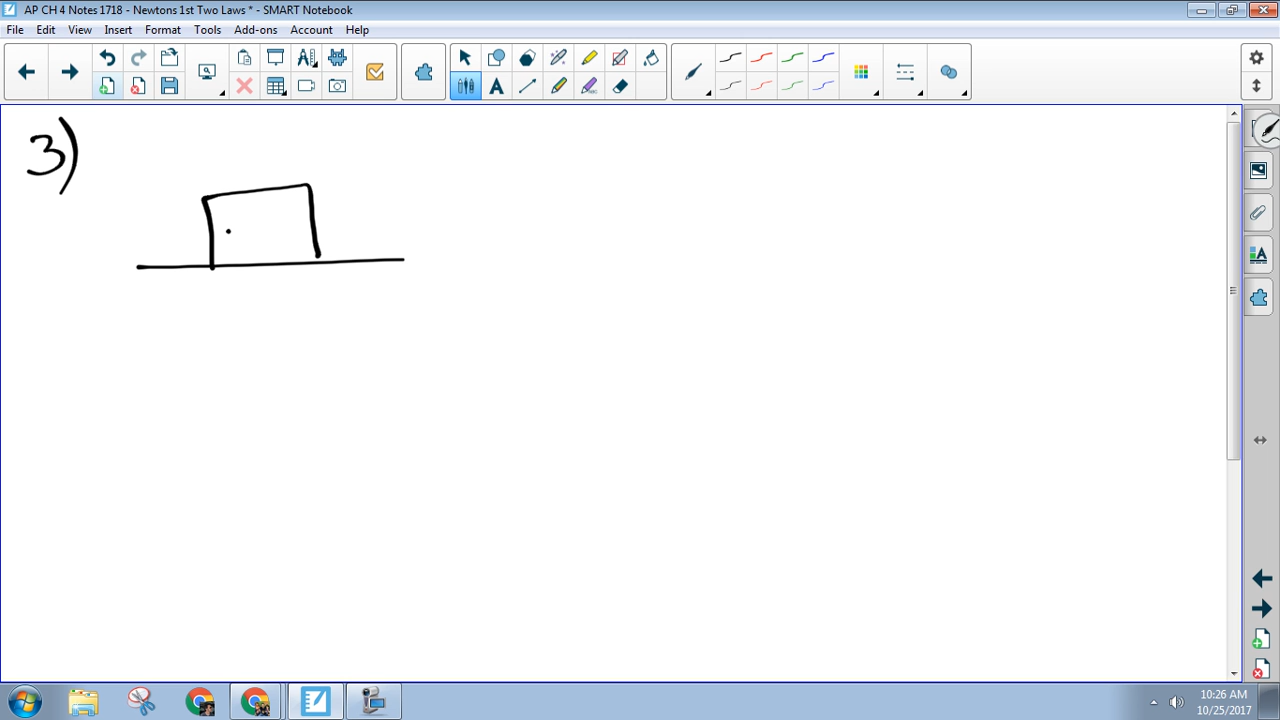 AP CH 4 Notes 1718 - Newtons 1st Two Laws * - SMART Notebook
File Edit View Insert Format Tools Add-ons Account Help
3)
10:26 AM
10/25/2017